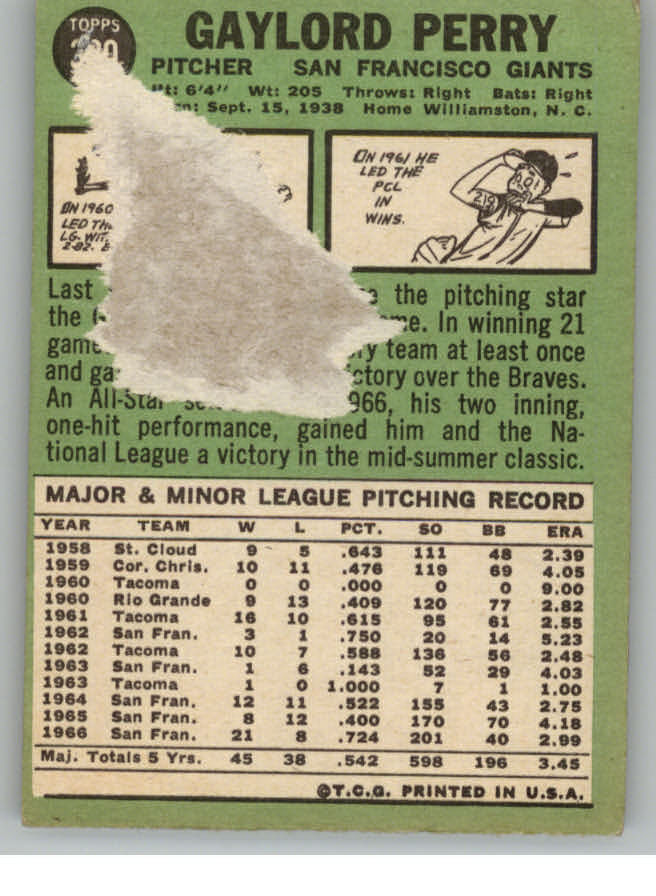 TOPPS
GAYLORD PERRY
PITCHER SAN FRANCISCO GIANTS
Ht: 6'4" Wt: 205 Throws: Right Bats: Right
Sept. 15, 1938 Home Williamston, N. C.
ON 1960
LED
LG.
2-82.
ON 1961 HE
LED THE
PCL
IN
WINS.
Last the pitching star
the In winning 21
team at least once
and over the Braves.
An All-Star his two inning,
one-hit performance, gained him and the Na-
tional League a victory in the mid-summer classic.
MAJOR & MINOR LEAGUE PITCHING RECORD
YEAR TEAM W L PCT. SO BB ERA
1958 St. Cloud 9 5 .643 111 48 2.39
1959 Cor. Chris. 10 11 .476 119 69 4.05
1960 Tacoma 0 0 .000 0 0 9.00
1960 Rio Grande 9 13 .409 120 77 2.82
1961 Tacoma 16 10 .615 95 61 2.55
1962 San Fran. 3 1 .750 20 14 5.23
1962 Tacoma 10 7 .588 136 56 2.48
1963 San Fran. 1 6 .143 52 29 4.03
1963 Tacoma 1 0 1.000 7 1 1.00
1964 San Fran. 12 11 .522 155 43 2.75
1965 San Fran. 8 12 .400 170 70 4.18
1966 San Fran. 21 8 .724 201 40 2.99
Maj. Totals 5 Yrs. 45 38 .542 598 196 3.45
©T.C.G. PRINTED IN U.S.A.